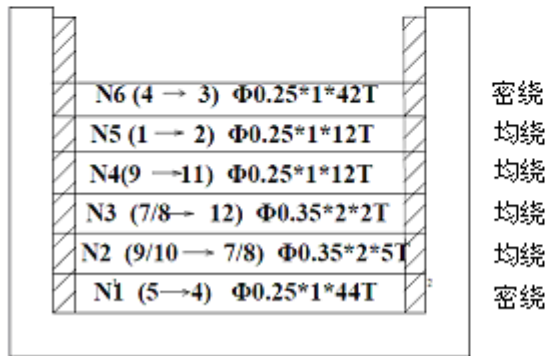 N6 (4 → 3) Φ0.25*1*42T 密绕
N5 (1 → 2) Φ0.25*1*12T 均绕
N4(9 →11) Φ0.25*1*12T 均绕
N3 (7/8→ 12) Φ0.35*2*2T 均绕
N2 (9/10→ 7/8) Φ0.35*2*5T 均绕
N1 (5→4) Φ0.25*1*44T 密绕